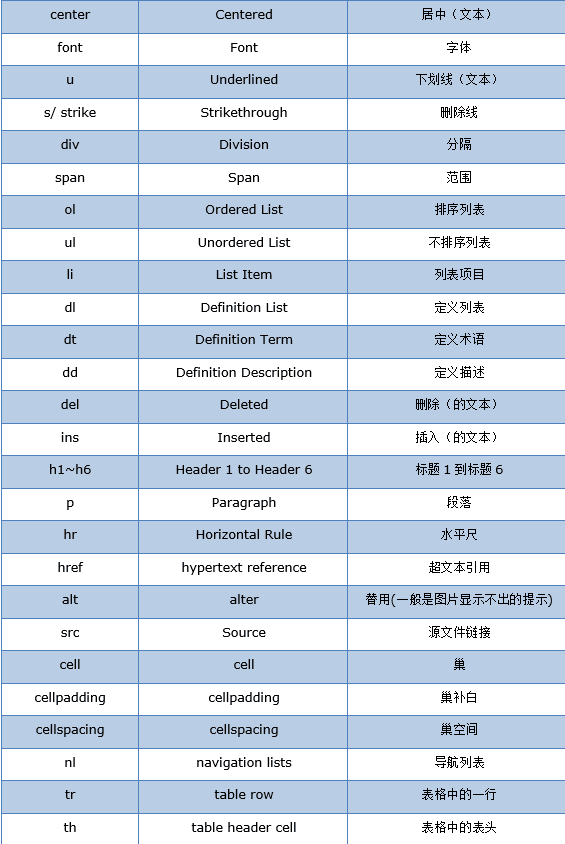 center Centered 居中（文本）
font Font 字体
u Underlined 下划线（文本）
s/ strike Strikethrough 删除线
div Division 分隔
span Span 范围
ol Ordered List 排序列表
ul Unordered List 不排序列表
li List Item 列表项目
dl Definition List 定义列表
dt Definition Term 定义术语
dd Definition Description 定义描述
del Deleted 删除（的文本）
ins Inserted 插入（的文本）
h1~h6 Header 1 to Header 6 标题 1 到标题 6
p Paragraph 段落
hr Horizontal Rule 水平尺
href hypertext reference 超文本引用
alt alter 替用(一般是图片显示不出的提示)
src Source 源文件链接
cell cell 巢
cellpadding cellpadding 巢补白
cellspacing cellspacing 巢空间
nl navigation lists 导航列表
tr table row 表格中的一行
th table header cell 表格中的表头